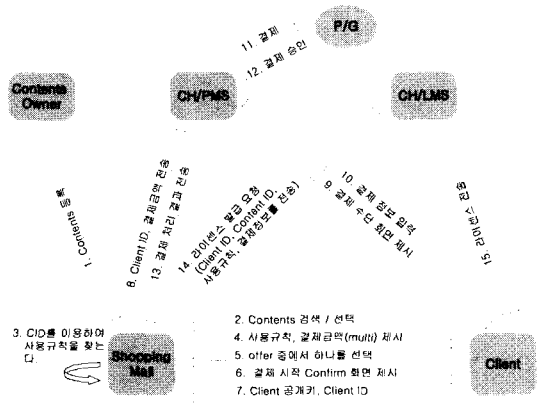 11. 결제
P/G
12. 결제 승인
Contents
Owner
CH/PMS
CH/LMS
1. Contents 등록
8. Client ID, 결제금액 전송
13. 결제 처리 결과 전송
14. 라이센스 발급 요청
(Client ID, Content ID,
사용규칙, 결제정보를 전송)
10. 결제 정보 입력
9. 결제 수단 화면 제시
15. 라이센스 전송
3. CID를 이용하여
사용규칙을 찾는
다.
Shopping
Mall
2. Contents 검색 / 선택
4. 사용규칙, 결제금액(multi) 제시
5. offer 중에서 하나를 선택
6. 결제 시작 Confirm 화면 제시
7. Client 공개키, Client ID
Client